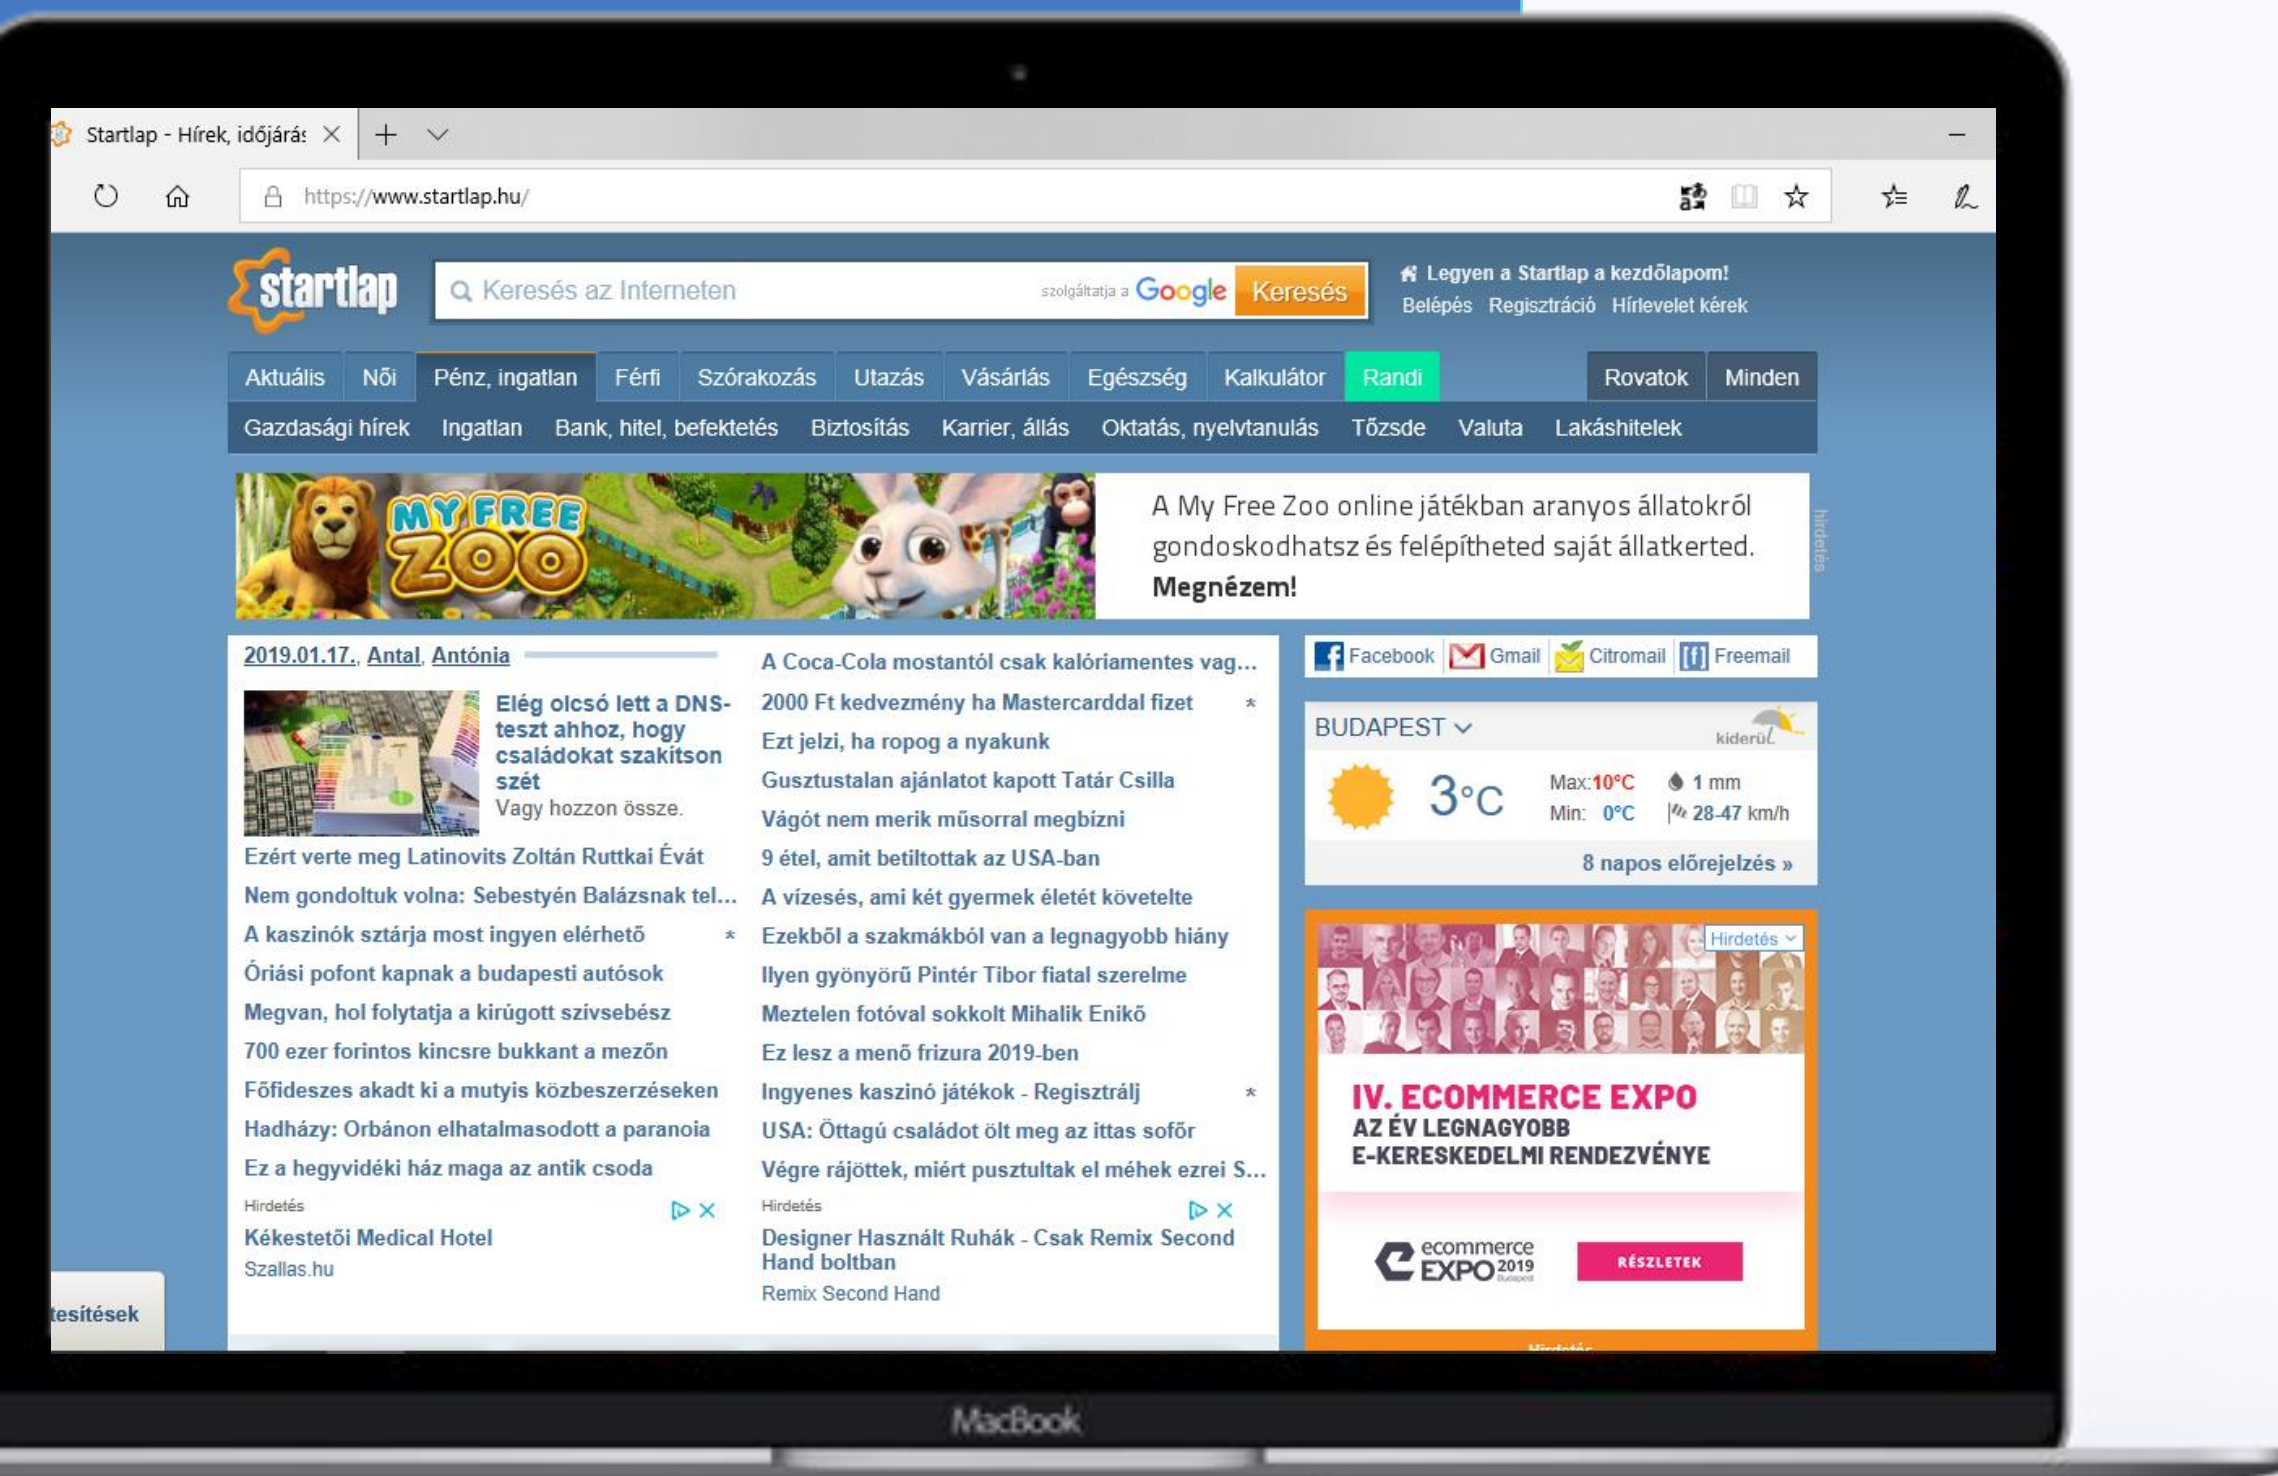 Startlap - Hírek, időjárás
https://www.startlap.hu/
startlap
Keresés az Interneten
szolgáltatja a Google
Keresés
Legyen a Startlap a kezdőlapom!
Belépés Regisztráció Hírlevelet kérek
Aktuális Női Pénz, ingatlan Férfi Szórakozás Utazás Vásárlás Egészség Kalkulátor Randi Rovatok Minden
Gazdasági hírek Ingatlan Bank, hitel, befektetés Biztosítás Karrier, állás Oktatás, nyelvtanulás Tőzsde Valuta Lakáshitelek
MY FREE
ZOO
A My Free Zoo online játékban aranyos állatokról
gondoskodhatsz és felépítheted saját állatkerted.
Megnézem!
hirdetés
2019.01.17., Antal, Antónia
Elég olcsó lett a DNS-
teszt ahhoz, hogy
családokat szakítson
szét
Vagy hozzon össze.
Ezért verte meg Latinovits Zoltán Ruttkai Évát
Nem gondoltuk volna: Sebestyén Balázsnak tel...
A kaszinók sztárja most ingyen elérhető *
Óriási pofont kapnak a budapesti autósok
Megvan, hol folytatja a kirúgott szívsebész
700 ezer forintos kincsre bukkant a mezőn
Főfideszes akadt ki a mutyis közbeszerzéseken
Hadházy: Orbánon elhatalmasodott a paranoia
Ez a hegyvidéki ház maga az antik csoda
Hirdetés
Kékestetői Medical Hotel
Szallas.hu
A Coca-Cola mostantól csak kalóriamentes vag...
2000 Ft kedvezmény ha Mastercarddal fizet *
Ezt jelzi, ha ropog a nyakunk
Gusztustalan ajánlatot kapott Tatár Csilla
Vágót nem merik műsorral megbízni
9 étel, amit betiltottak az USA-ban
A vízesés, ami két gyermek életét követelte
Ezekből a szakmákból van a legnagyobb hiány
Ilyen gyönyörű Pintér Tibor fiatal szerelme
Meztelen fotóval sokkolt Mihalik Enikő
Ez lesz a menő frizura 2019-ben
Ingyenes kaszinó játékok - Regisztrálj *
USA: Öttagú családot ölt meg az ittas sofőr
Végre rájöttek, miért pusztultak el méhek ezrei S...
Hirdetés
Designer Használt Ruhák - Csak Remix Second
Hand boltban
Remix Second Hand
Facebook Gmail Citromail [f] Freemail
BUDAPEST
kiderül
3°C
Max: 10°C 1 mm
Min: 0°C 28-47 km/h
8 napos előrejelzés »
Hirdetés
IV. ECOMMERCE EXPO
AZ ÉV LEGNAGYOBB
E-KERESKEDELMI RENDEZVÉNYE
ecommerce
EXPO 2019
Budapest
RÉSZLETEK
Hirdetés
tesítések
MacBook